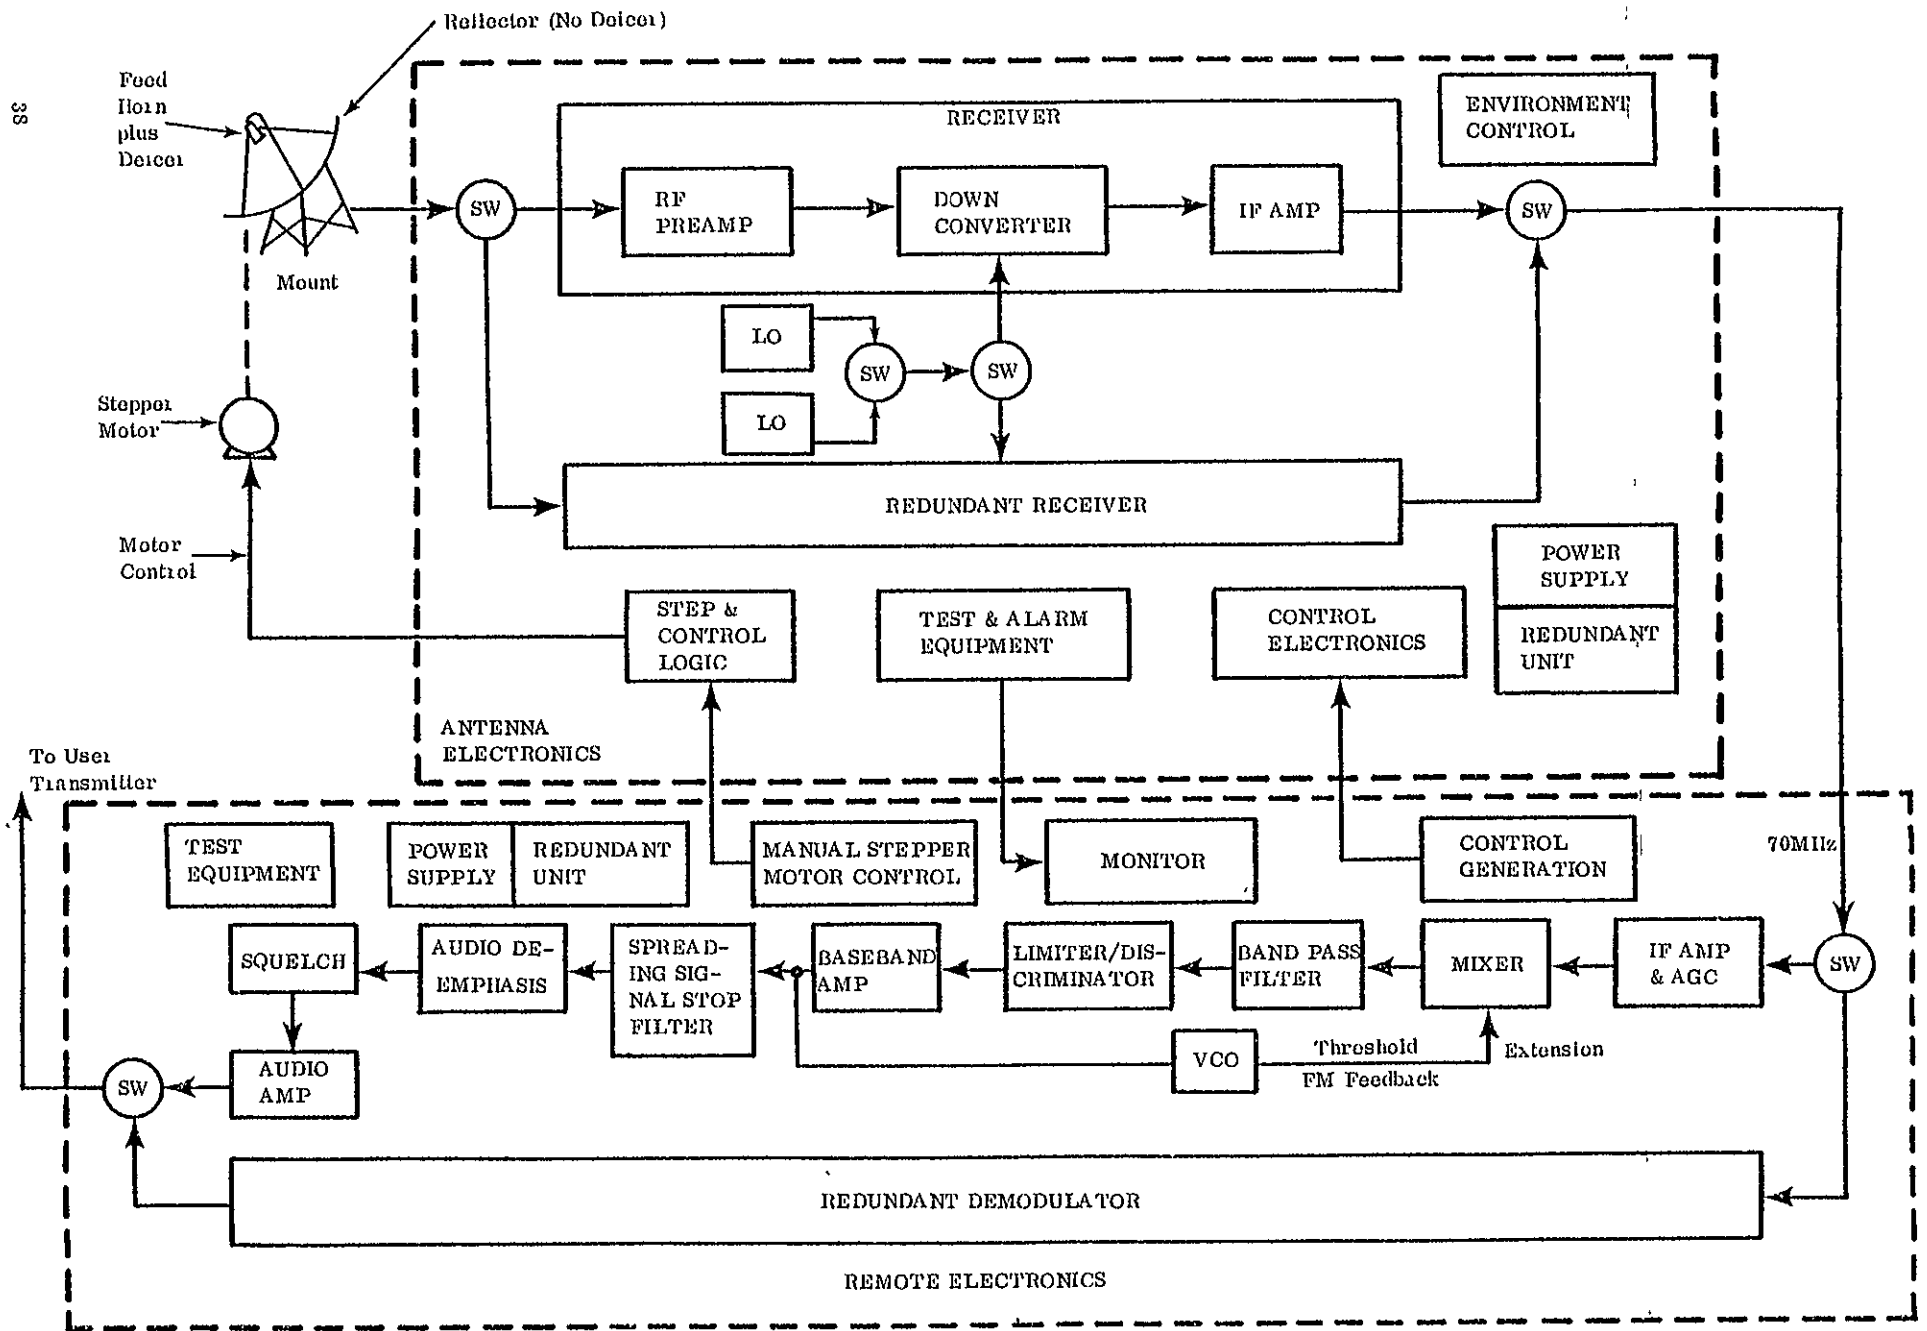 Reflector (No Deicer)
Feed
Horn
plus
Deicer
38
Mount
Stepper
Motor
Motor
Control
RECEIVER
ENVIRONMENT
CONTROL
SW
RF
PREAMP
DOWN
CONVERTER
IF AMP
SW
LO
SW
SW
LO
REDUNDANT RECEIVER
POWER
SUPPLY
REDUNDANT
UNIT
STEP &
CONTROL
LOGIC
TEST & ALARM
EQUIPMENT
CONTROL
ELECTRONICS
ANTENNA
ELECTRONICS
To User
Transmitter
TEST
EQUIPMENT
POWER
SUPPLY
REDUNDANT
UNIT
MANUAL STEPPER
MOTOR CONTROL
MONITOR
CONTROL
GENERATION
70MHz
SQUELCH
AUDIO DE-
EMPHASIS
SPREAD-
ING SIG-
NAL STOP
FILTER
BASEBAND
AMP
LIMITER/DIS-
CRIMINATOR
BAND PASS
FILTER
MIXER
IF AMP
& AGC
SW
VCO
Threshold
Extension
FM Feedback
SW
AUDIO
AMP
REDUNDANT DEMODULATOR
REMOTE ELECTRONICS